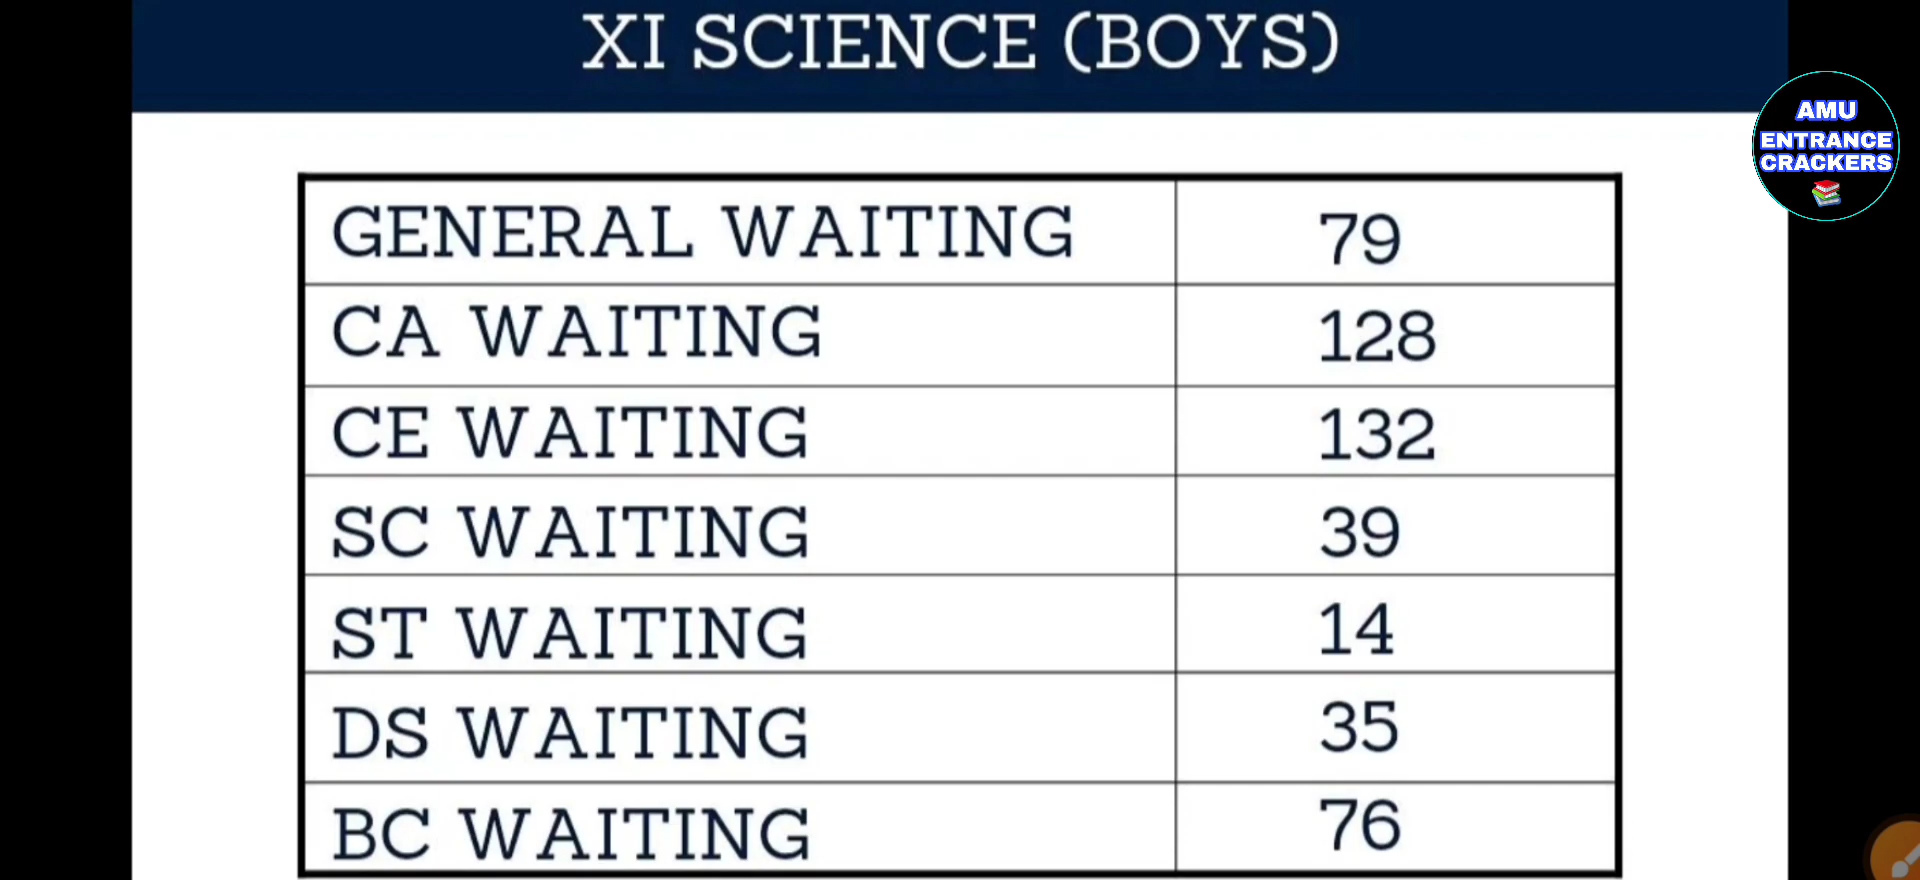 XI SCIENCE (BOYS)
AMU
ENTRANCE
CRACKERS
GENERAL WAITING 79
CA WAITING 128
CE WAITING 132
SC WAITING 39
ST WAITING 14
DS WAITING 35
BC WAITING 76